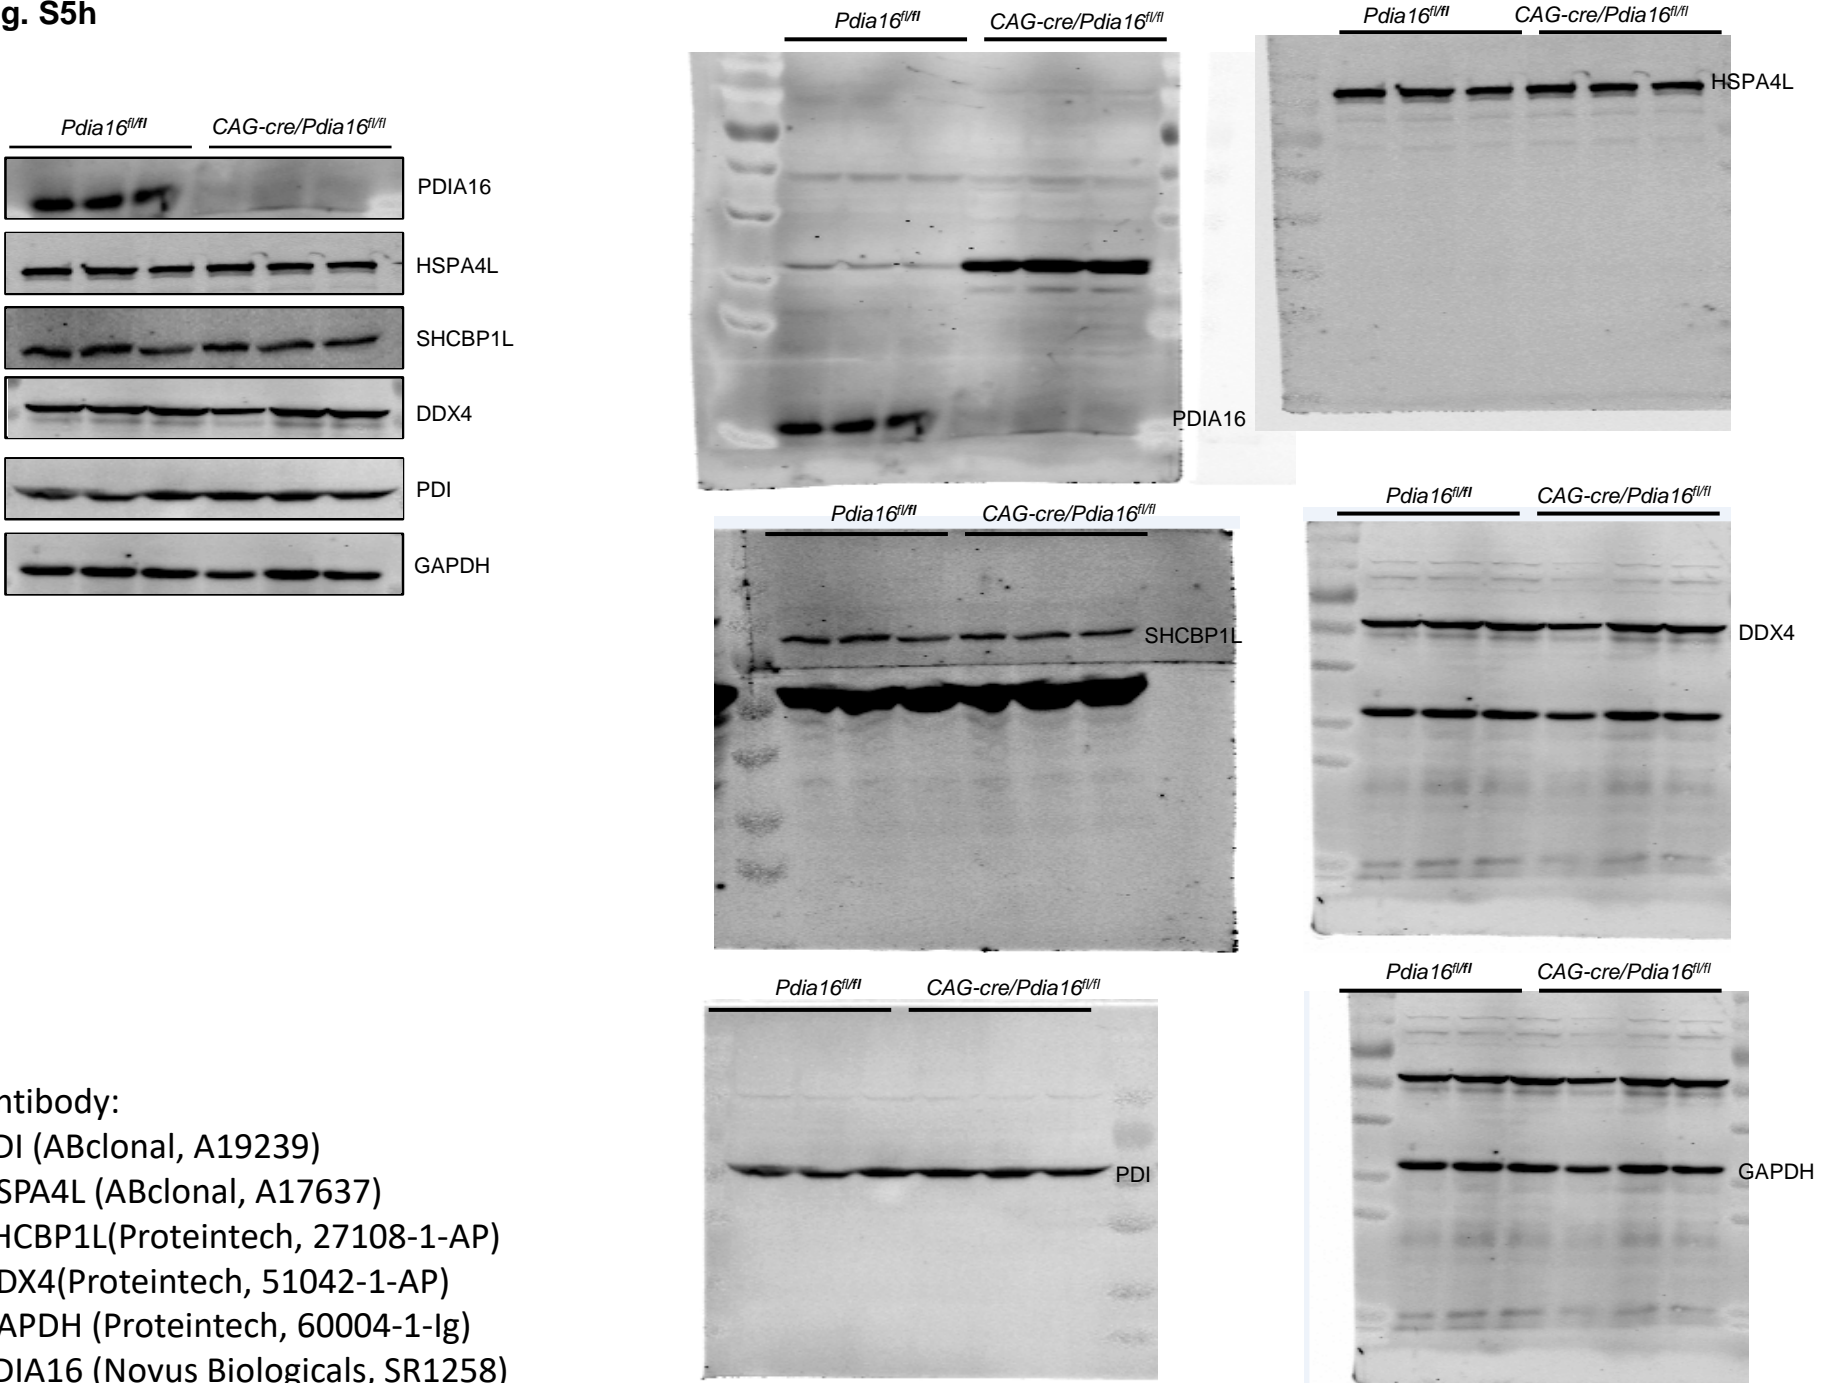 g. S5h
Pdia16fl/fl CAG-cre/Pdia16fl/fl
PDIA16
HSPA4L
SHCBP1L
DDX4
PDI
GAPDH
Pdia16fl/fl CAG-cre/Pdia16fl/fl
PDIA16
Pdia16fl/fl CAG-cre/Pdia16fl/fl
HSPA4L
Pdia16fl/fl CAG-cre/Pdia16fl/fl
SHCBP1L
Pdia16fl/fl CAG-cre/Pdia16fl/fl
DDX4
Pdia16fl/fl CAG-cre/Pdia16fl/fl
PDI
Pdia16fl/fl CAG-cre/Pdia16fl/fl
GAPDH
ntibody:
DI (ABclonal, A19239)
SPA4L (ABclonal, A17637)
HCBP1L(Proteintech, 27108-1-AP)
DX4(Proteintech, 51042-1-AP)
APDH (Proteintech, 60004-1-Ig)
DIA16 (Novus Biologicals, SR1258)